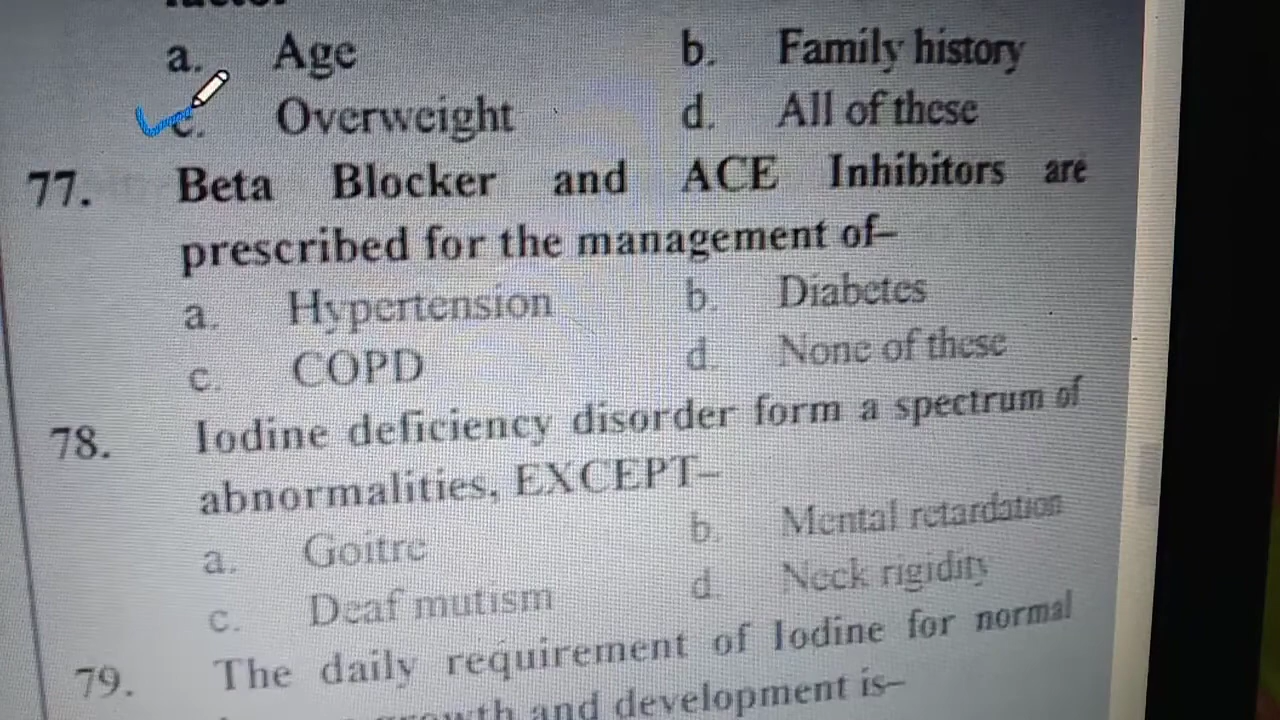 a. Age b. Family history
c. Overweight d. All of these
77. Beta Blocker and ACE Inhibitors are
prescribed for the management of–
a. Hypertension b. Diabetes
c. COPD d. None of these
78. Iodine deficiency disorder form a spectrum of
abnormalities, EXCEPT–
a. Goitre b. Mental retardation
c. Deaf mutism d. Neck rigidity
79. The daily requirement of Iodine for normal
growth and development is–